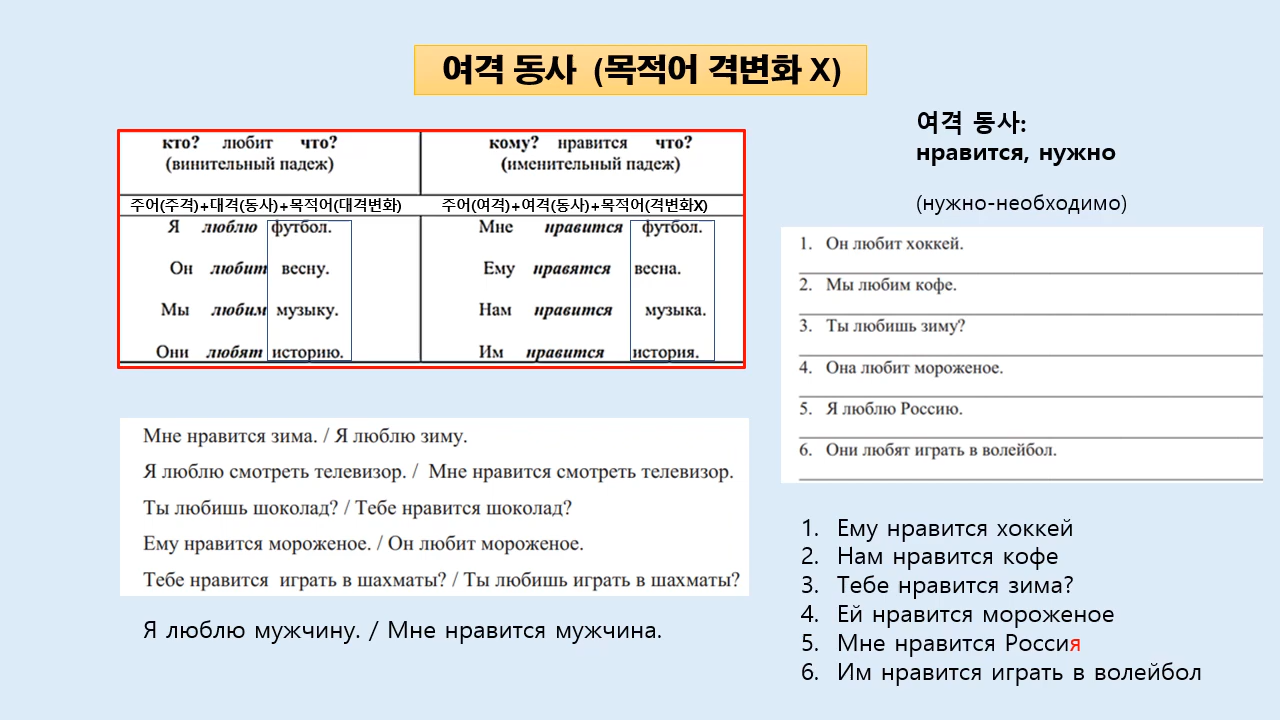 여격 동사 (목적어 격변화 X)
кто? любит что?
(винительный падеж)
кому? нравится что?
(именительный падеж)
주어(주격)+대격(동사)+목적어(대격변화)
주어(여격)+여격(동사)+목적어(격변화X)
Я люблю футбол.
Мне нравится футбол.
Он любит весну.
Ему нравятся весна.
Мы любим музыку.
Нам нравится музыка.
Они любят историю.
Им нравится история.
Мне нравится зима. / Я люблю зиму.
Я люблю смотреть телевизор. / Мне нравится смотреть телевизор.
Ты любишь шоколад? / Тебе нравится шоколад?
Ему нравится мороженое. / Он любит мороженое.
Тебе нравится играть в шахматы? / Ты любишь играть в шахматы?
Я люблю мужчину. / Мне нравится мужчина.
여격 동사:
нравится, нужно
(нужно-необходимо)
1. Он любит хоккей.
2. Мы любим кофе.
3. Ты любишь зиму?
4. Она любит мороженое.
5. Я люблю Россию.
6. Они любят играть в волейбол.
1. Ему нравится хоккей
2. Нам нравится кофе
3. Тебе нравится зима?
4. Ей нравится мороженое
5. Мне нравится Россия
6. Им нравится играть в волейбол